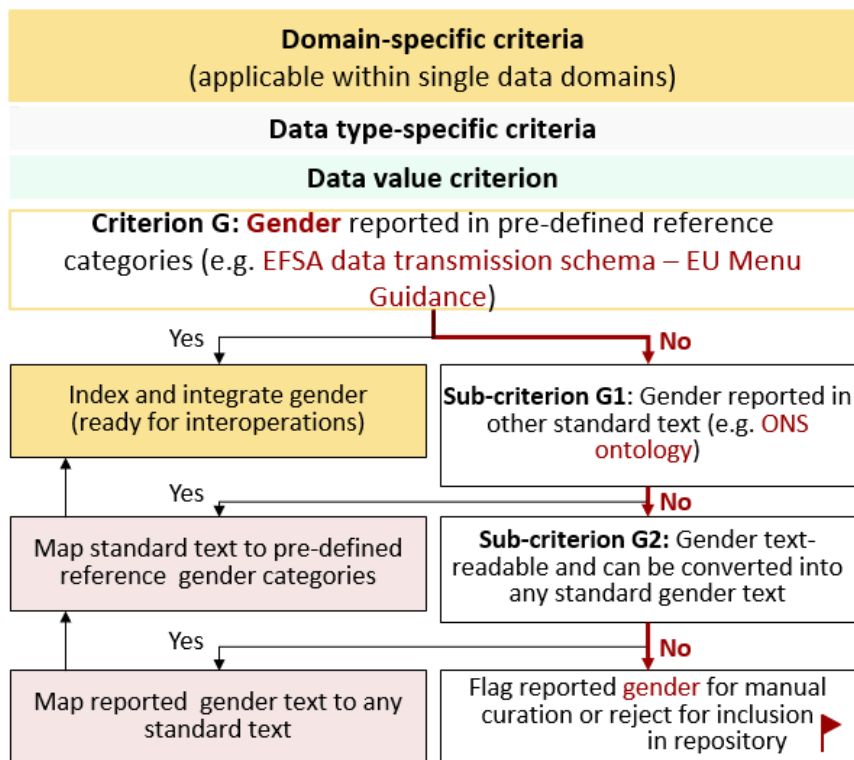 Domain-specific criteria
(applicable within single data domains)
Data type-specific criteria
Data value criterion
Criterion G: Gender reported in pre-defined reference
categories (e.g. EFSA data transmission schema – EU Menu
Guidance)
Yes
No
Index and integrate gender
(ready for interoperations)
Sub-criterion G1: Gender reported in
other standard text (e.g. ONS
ontology)
Yes
No
Map standard text to pre-defined
reference gender categories
Sub-criterion G2: Gender text-
readable and can be converted into
any standard gender text
Yes
No
Map reported gender text to any
standard text
Flag reported gender for manual
curation or reject for inclusion
in repository